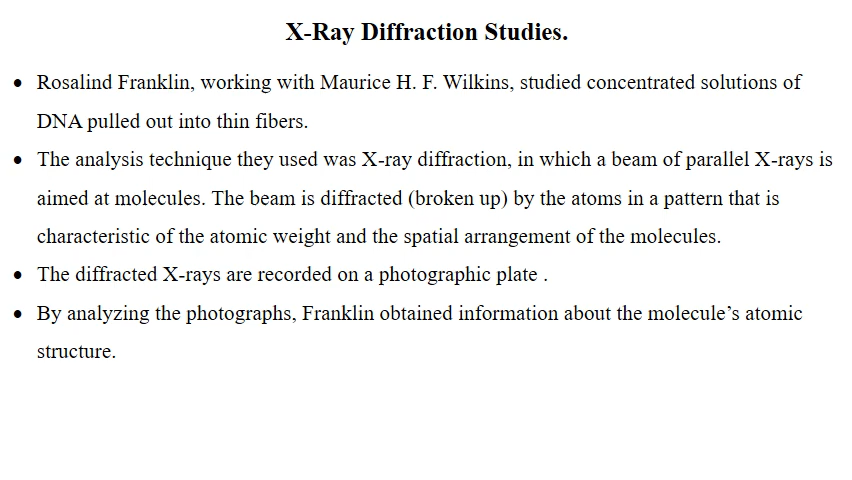 X-Ray Diffraction Studies.
• Rosalind Franklin, working with Maurice H. F. Wilkins, studied concentrated solutions of
DNA pulled out into thin fibers.
• The analysis technique they used was X-ray diffraction, in which a beam of parallel X-rays is
aimed at molecules. The beam is diffracted (broken up) by the atoms in a pattern that is
characteristic of the atomic weight and the spatial arrangement of the molecules.
• The diffracted X-rays are recorded on a photographic plate .
• By analyzing the photographs, Franklin obtained information about the molecule’s atomic
structure.